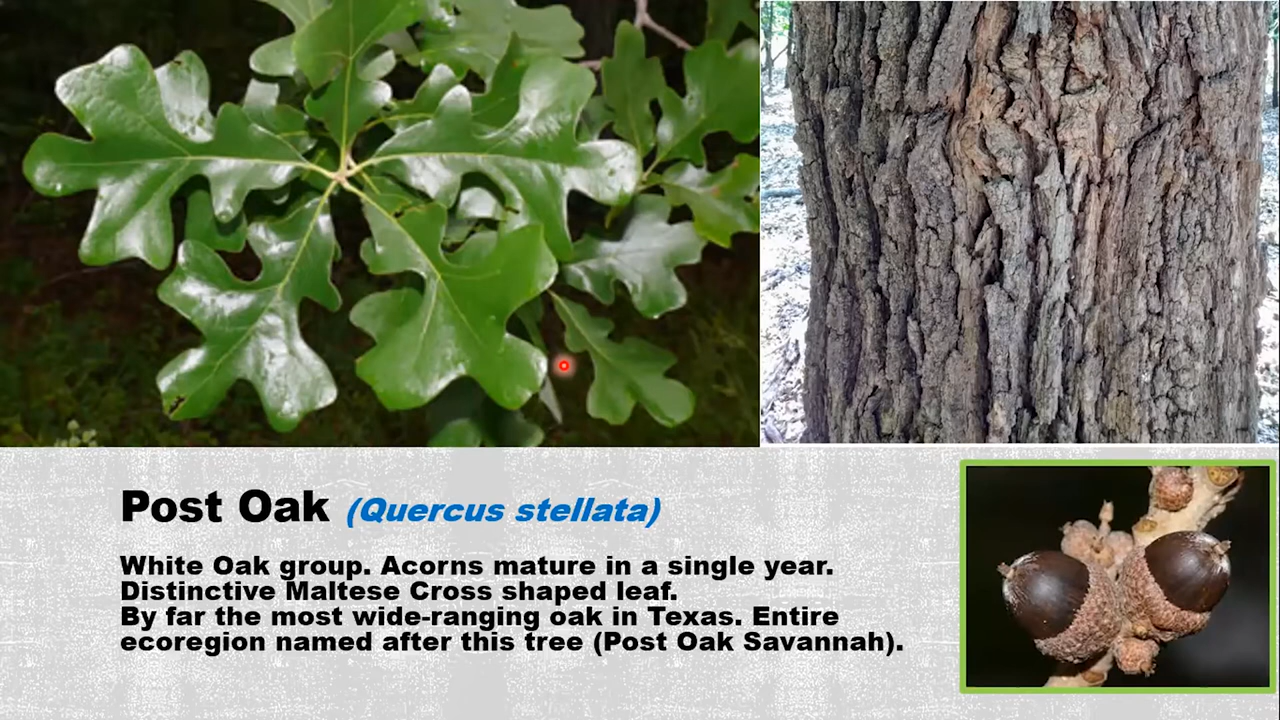 Post Oak (Quercus stellata)
White Oak group. Acorns mature in a single year.
Distinctive Maltese Cross shaped leaf.
By far the most wide-ranging oak in Texas. Entire
ecoregion named after this tree (Post Oak Savannah).